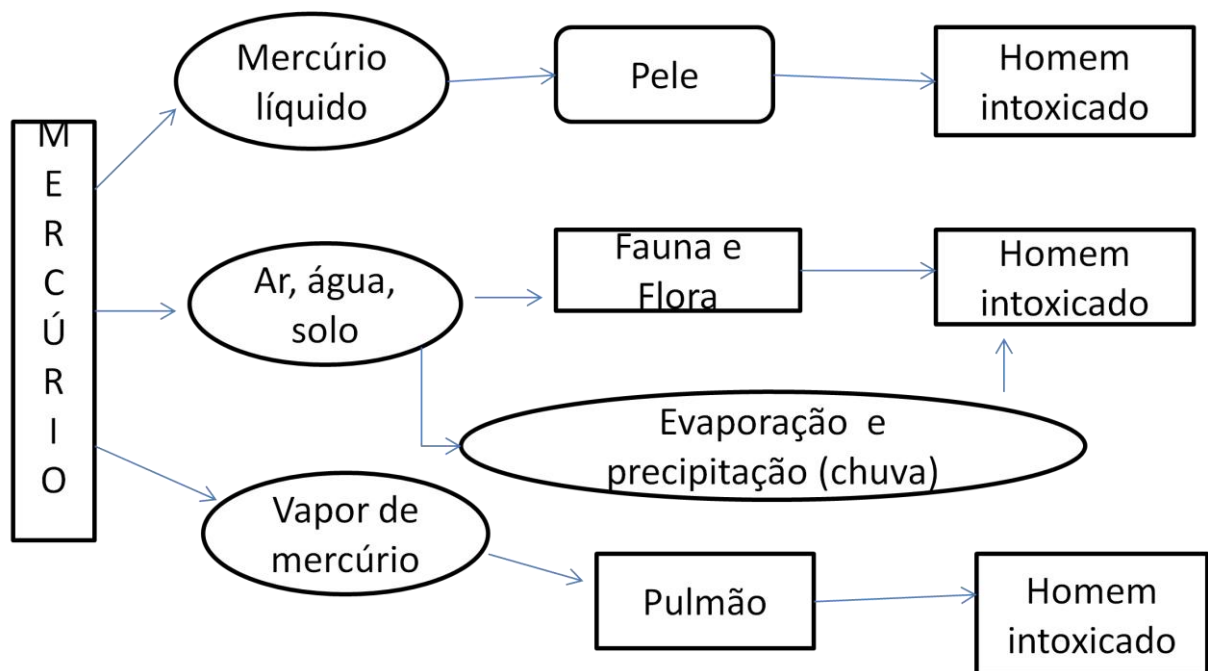 MERCÚRIO
Mercúrio
líquido
Pele
Homem
intoxicado
Ar, água,
solo
Fauna e
Flora
Homem
intoxicado
Evaporação e
precipitação (chuva)
Vapor de
mercúrio
Pulmão
Homem
intoxicado